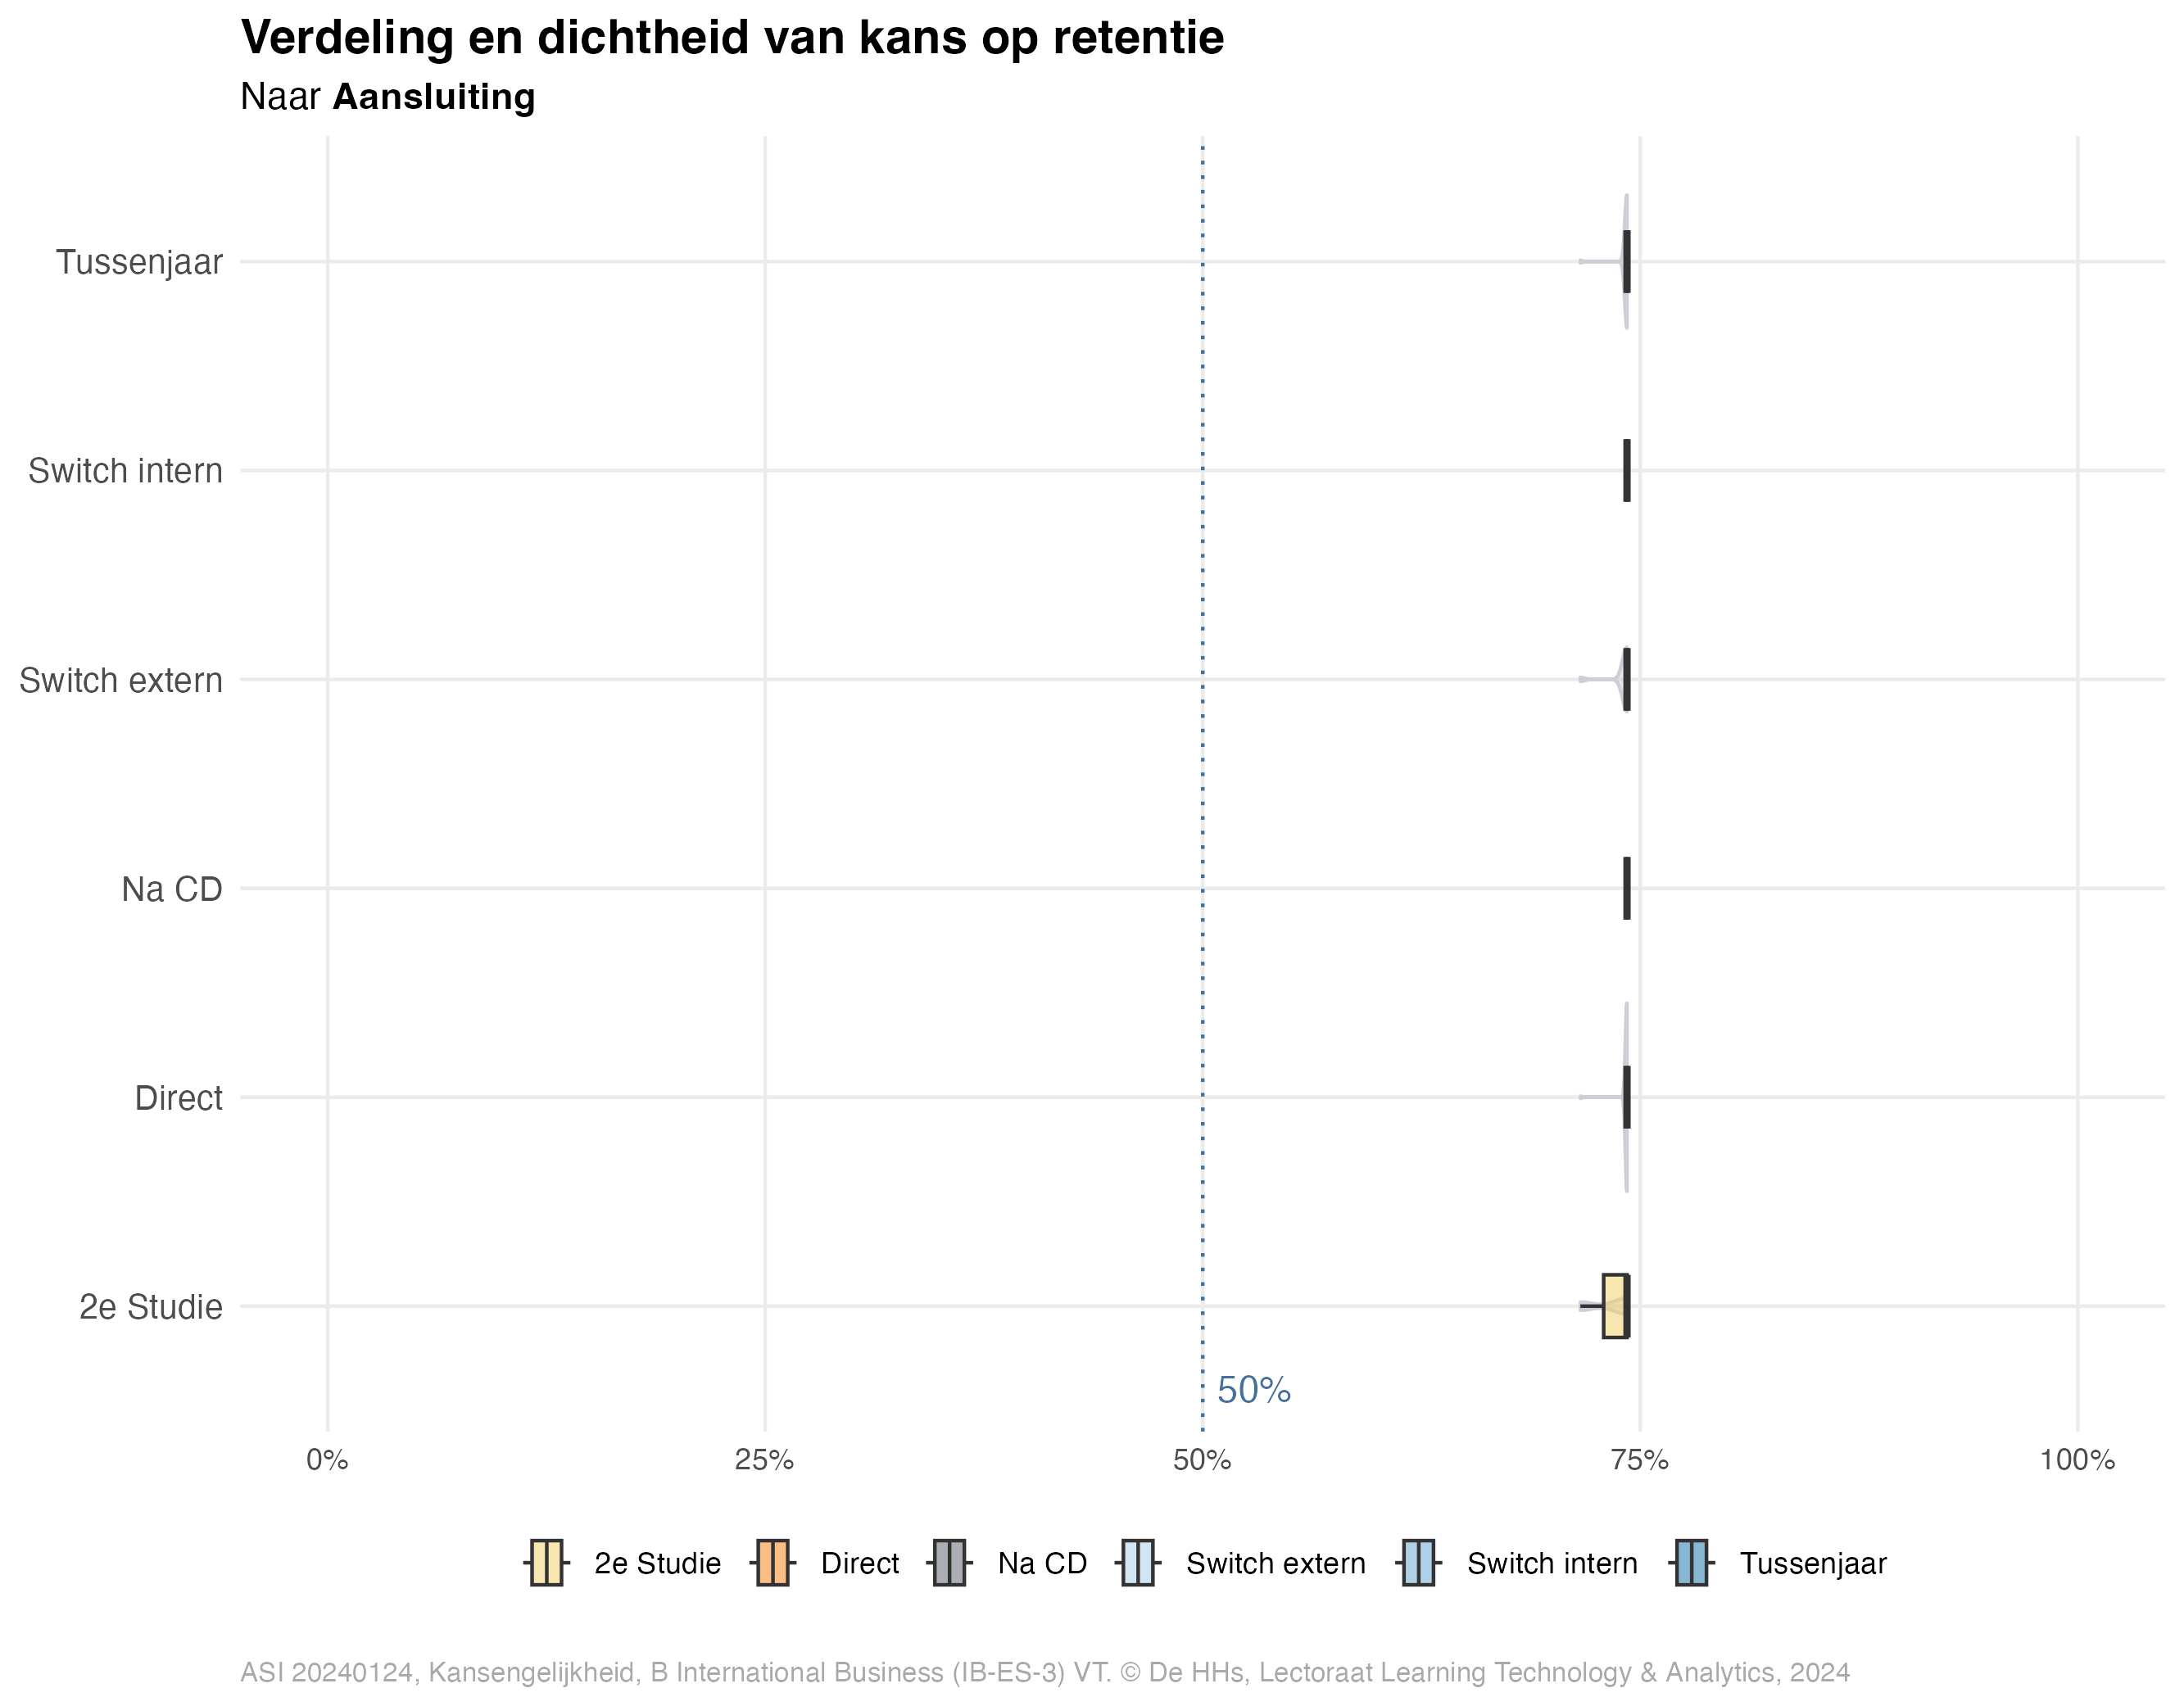 Verdeling en dichtheid van kans op retentie
Naar Aansluiting
Tussenjaar
Switch intern
Switch extern
Na CD
Direct
2e Studie
50%
0% 25% 50% 75% 100%
2e Studie Direct Na CD Switch extern Switch intern Tussenjaar
ASI 20240124, Kansengelijkheid, B International Business (IB-ES-3) VT. © De HHs, Lectoraat Learning Technology & Analytics, 2024